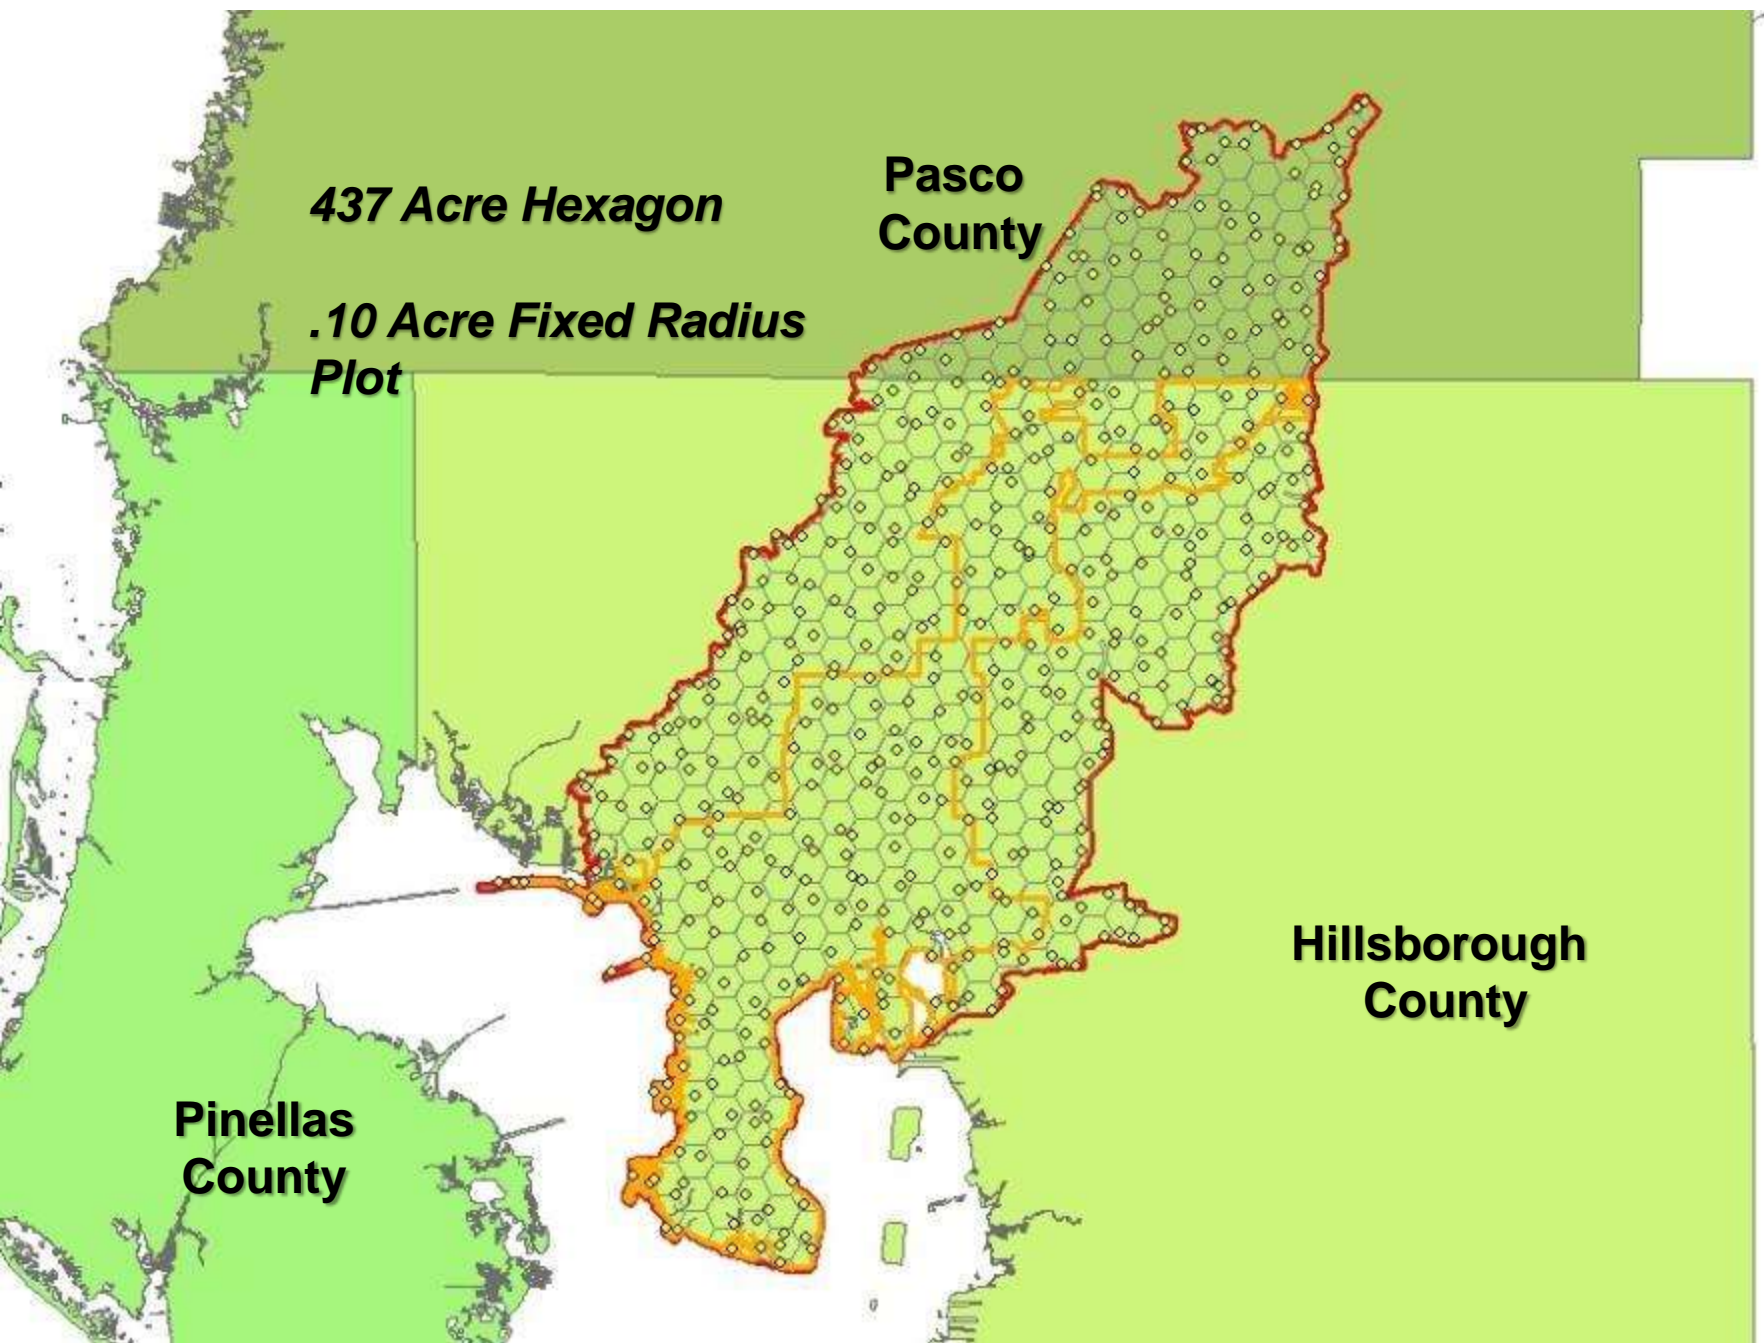 Pasco
County
437 Acre Hexagon
.10 Acre Fixed Radius
Plot
Hillsborough
County
Pinellas
County